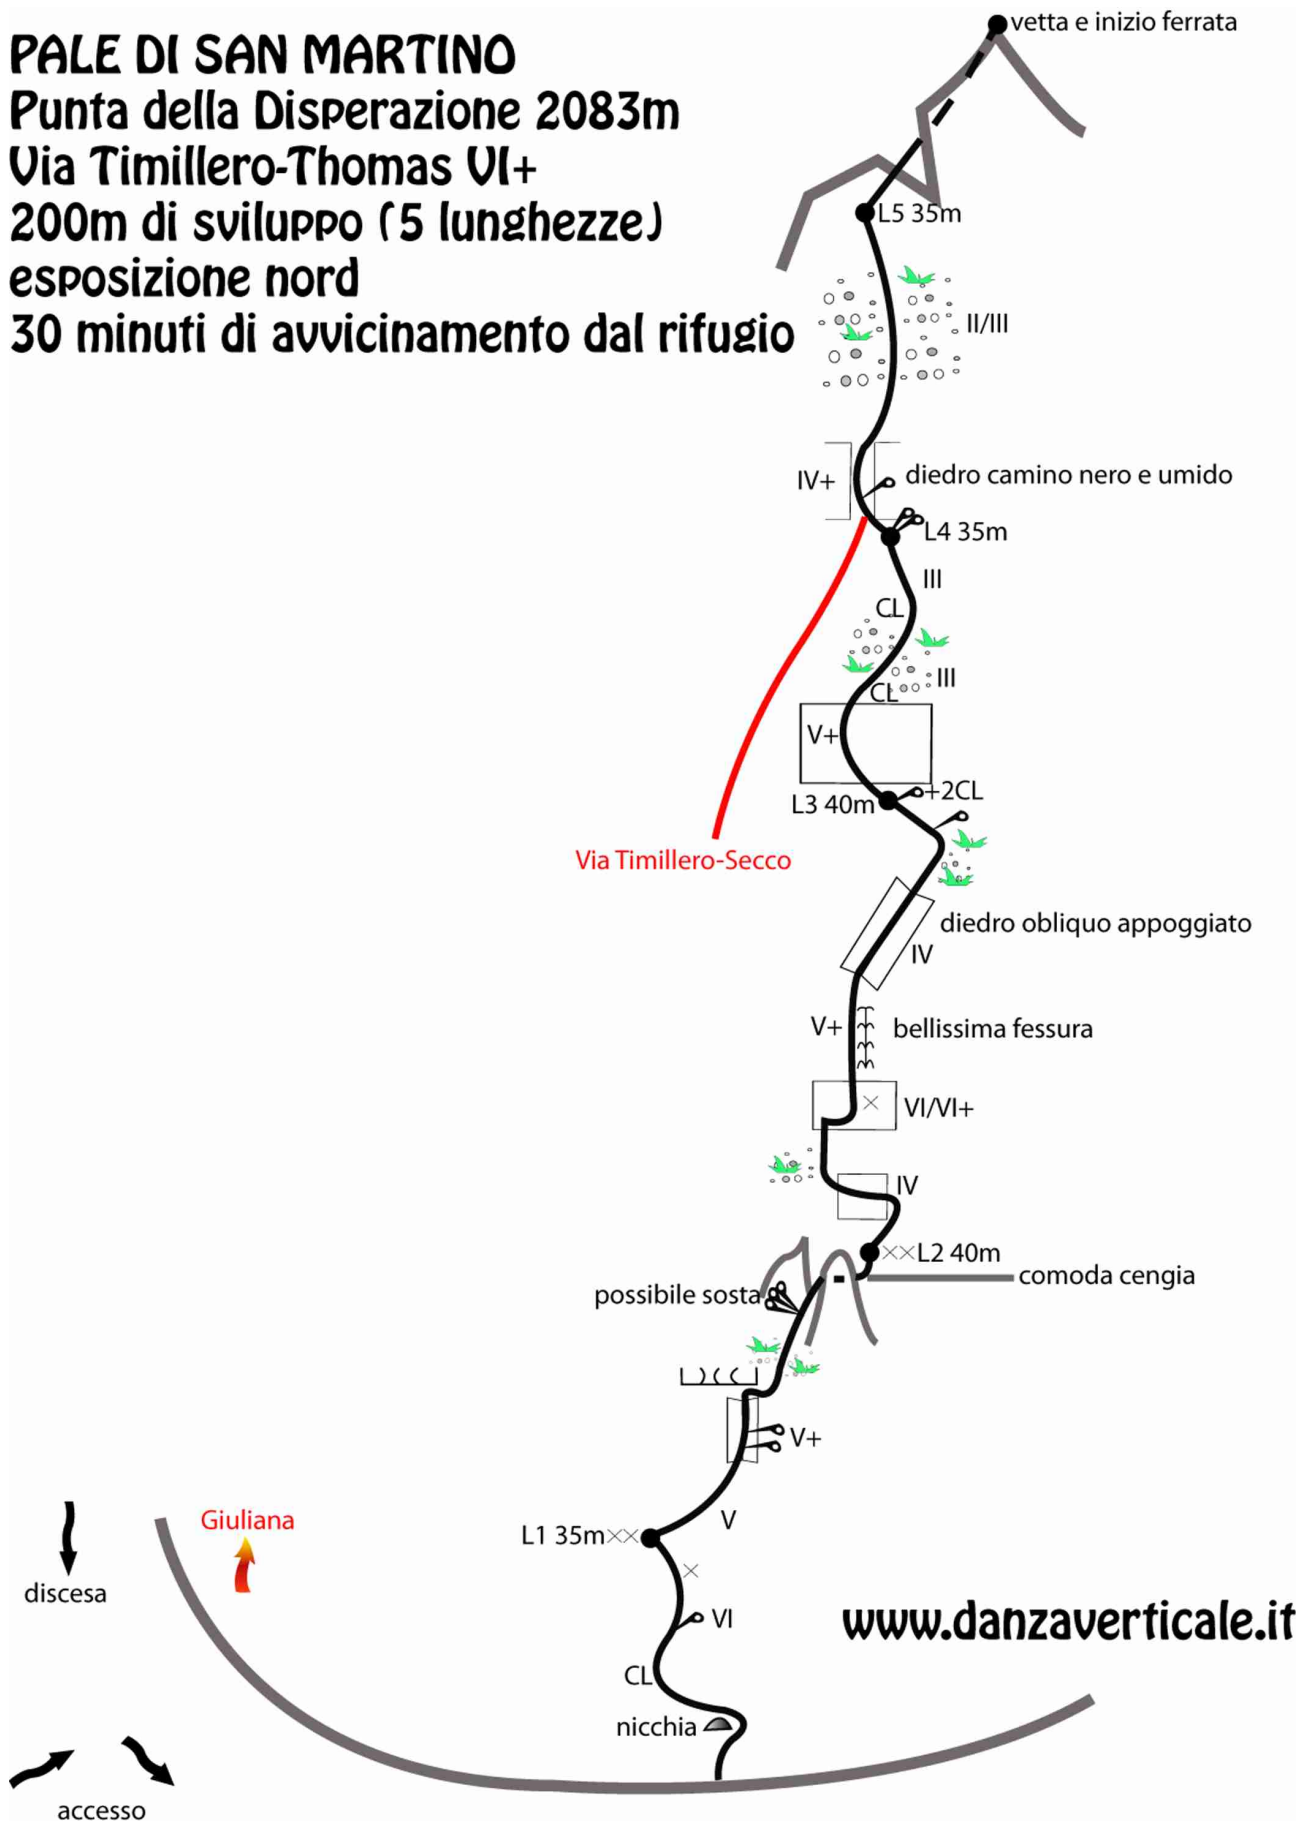 PALE DI SAN MARTINO
Punta della Disperazione 2083m
Via Timillero-Thomas VI+
200m di sviluppo (5 lunghezze)
esposizione nord
30 minuti di avvicinamento dal rifugio
vetta e inizio ferrata
L5 35m
II/III
IV+
diedro camino nero e umido
L4 35m
III
CL
III
CL
V+
+2CL
L3 40m
Via Timillero-Secco
diedro obliquo appoggiato
IV
V+
bellissima fessura
VI/VI+
IV
L2 40m
comoda cengia
possibile sosta
V+
V
L1 35m
Giuliana
discesa
VI
www.danzaverticale.it
CL
nicchia
accesso